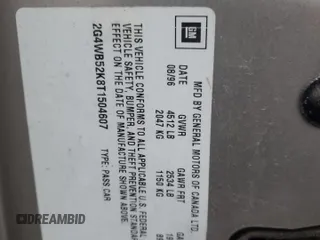 GM
MFD BY GENERAL MOTORS OF CANADA LTD.
DATE GVWR GAWR FRT
08/96 4512 LB 2534 LB
2047 KG 1150 KG
THIS VEHICLE CONFORMS TO ALL APPLICABLE U.S. FEDERAL
VEHICLE SAFETY, BUMPER, AND THEFT PREVENTION STANDARDS
EFFECT ON THE DATE OF MANUFACTURE SHOWN ABOVE.
2G4WB52K8T1504607 TYPE: PASS CAR
DREAMBID